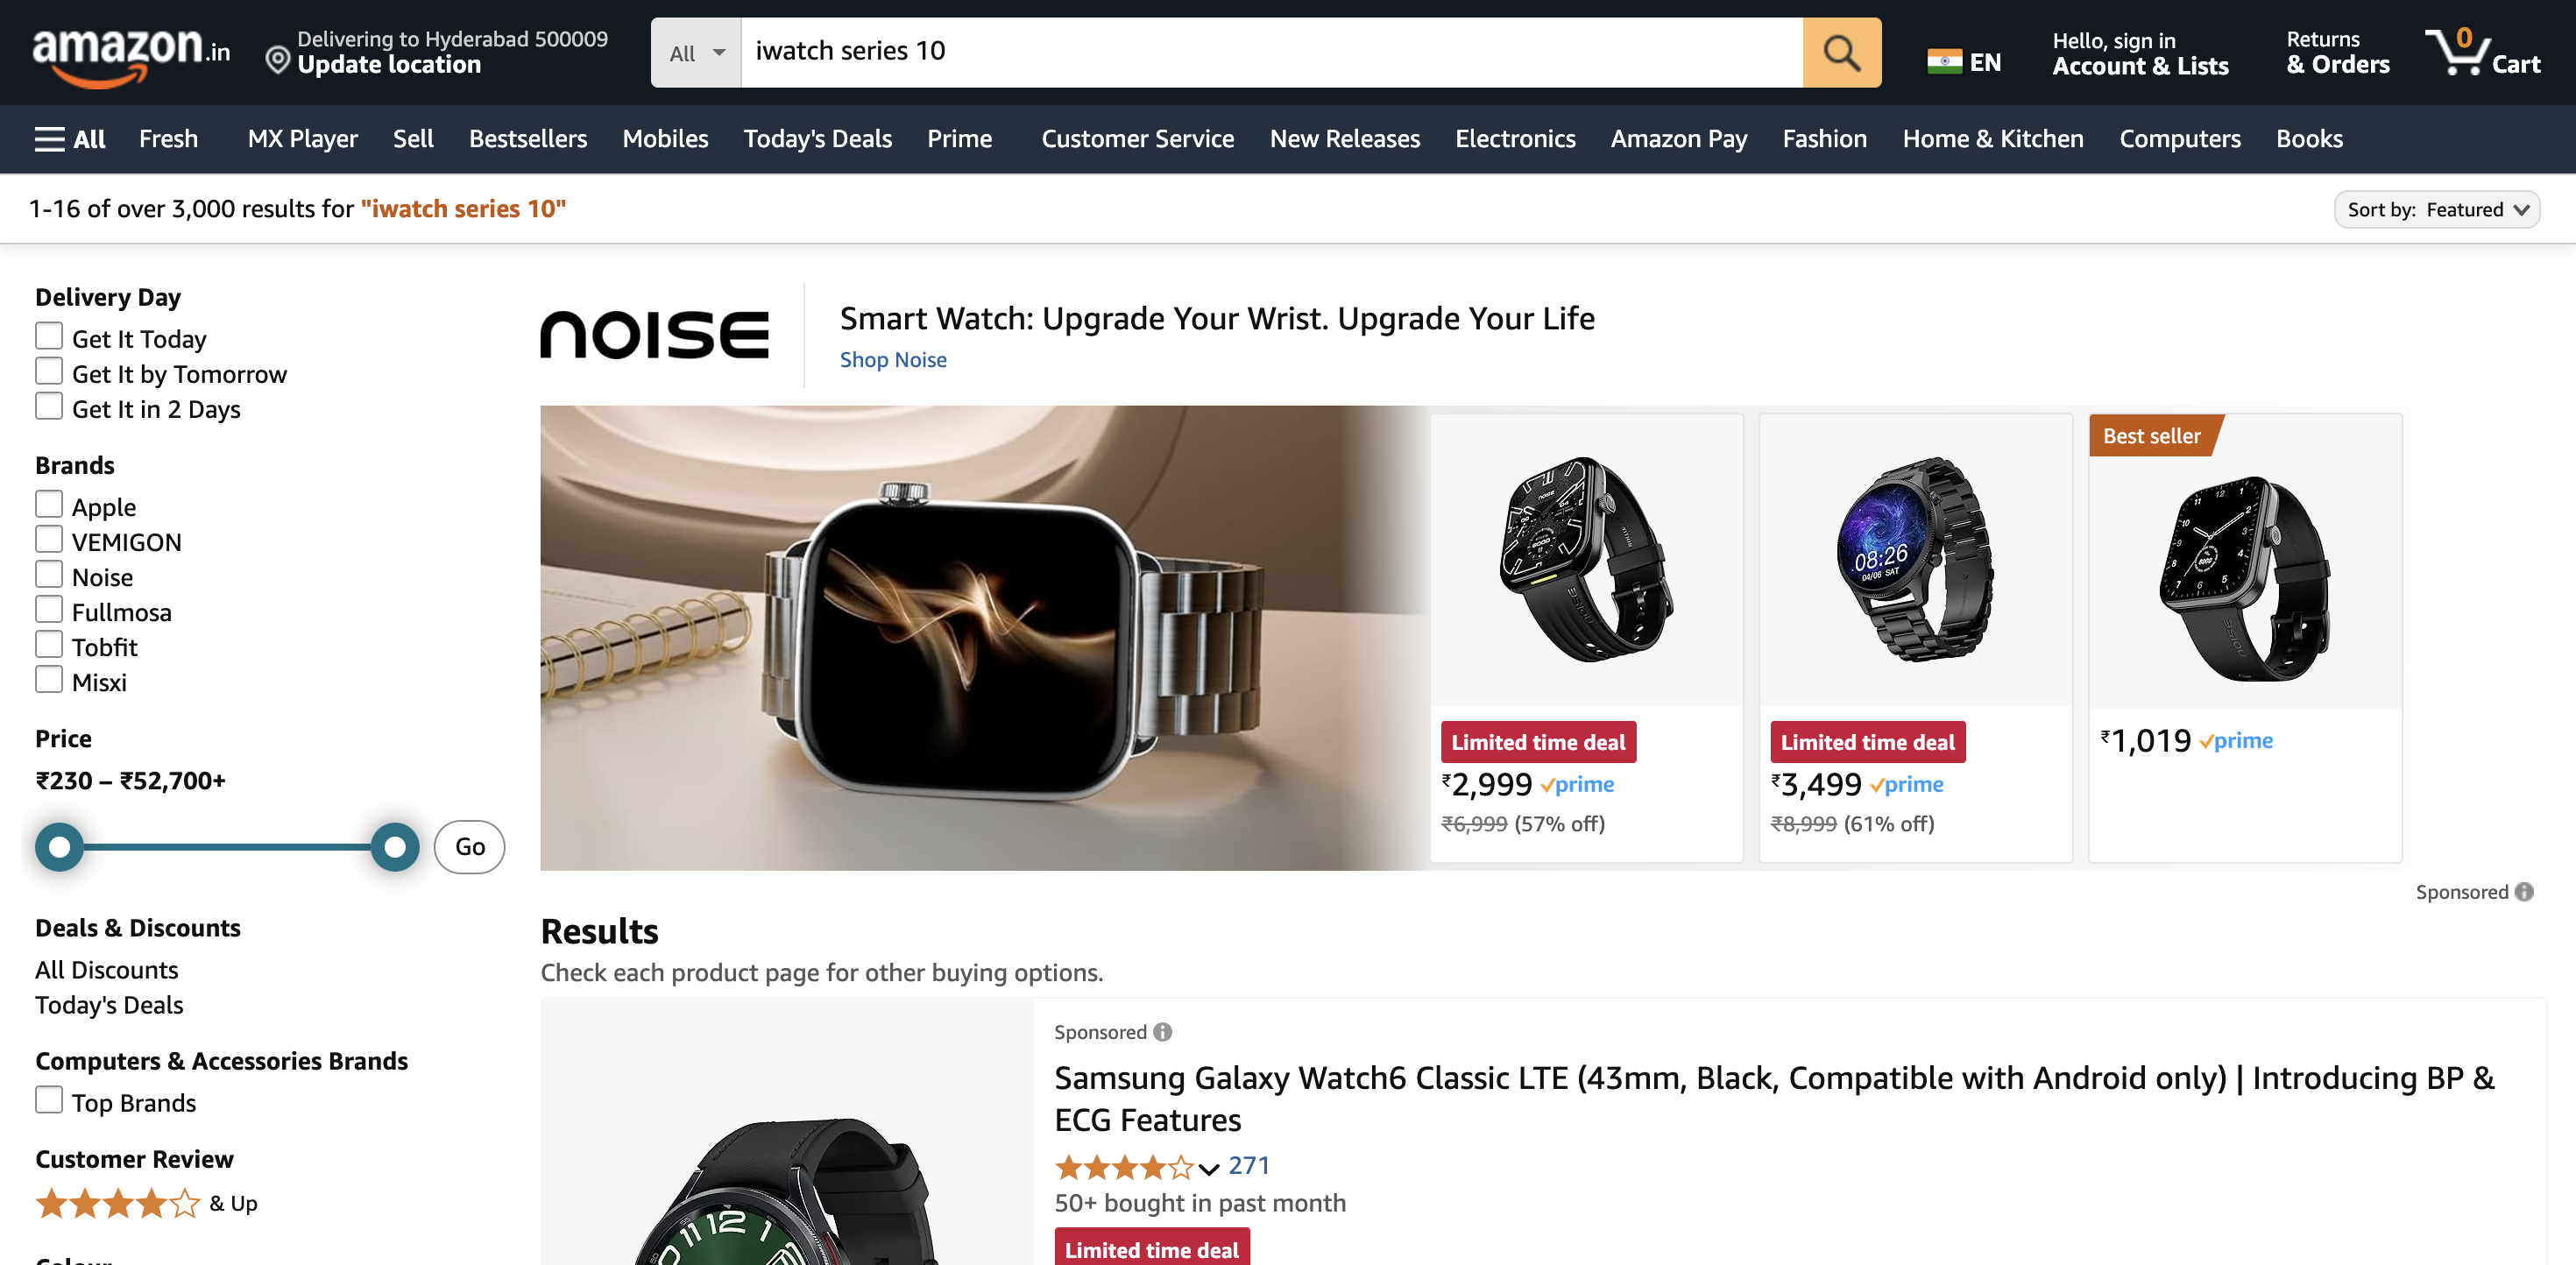 amazon.in
Delivering to Hyderabad 500009
Update location
All
iwatch series 10
EN
Hello, sign in
Account & Lists
Returns
& Orders
0
Cart
All
Fresh
MX Player
Sell
Bestsellers
Mobiles
Today's Deals
Prime
Customer Service
New Releases
Electronics
Amazon Pay
Fashion
Home & Kitchen
Computers
Books
1-16 of over 3,000 results for "iwatch series 10"
Sort by: Featured
Delivery Day
Get It Today
Get It by Tomorrow
Get It in 2 Days
Brands
Apple
VEMIGON
Noise
Fullmosa
Tobfit
Misxi
Price
₹230 – ₹52,700+
Go
Deals & Discounts
All Discounts
Today's Deals
Computers & Accessories Brands
Top Brands
Customer Review
& Up
NOISE
Smart Watch: Upgrade Your Wrist. Upgrade Your Life
Shop Noise
Limited time deal
₹2,999 prime
₹6,999 (57% off)
08:26
04/06 SAT
Limited time deal
₹3,499 prime
₹8,999 (61% off)
Best seller
₹1,019 prime
Sponsored
Results
Check each product page for other buying options.
11 12 1
Sponsored
Samsung Galaxy Watch6 Classic LTE (43mm, Black, Compatible with Android only) | Introducing BP &
ECG Features
271
50+ bought in past month
Limited time deal